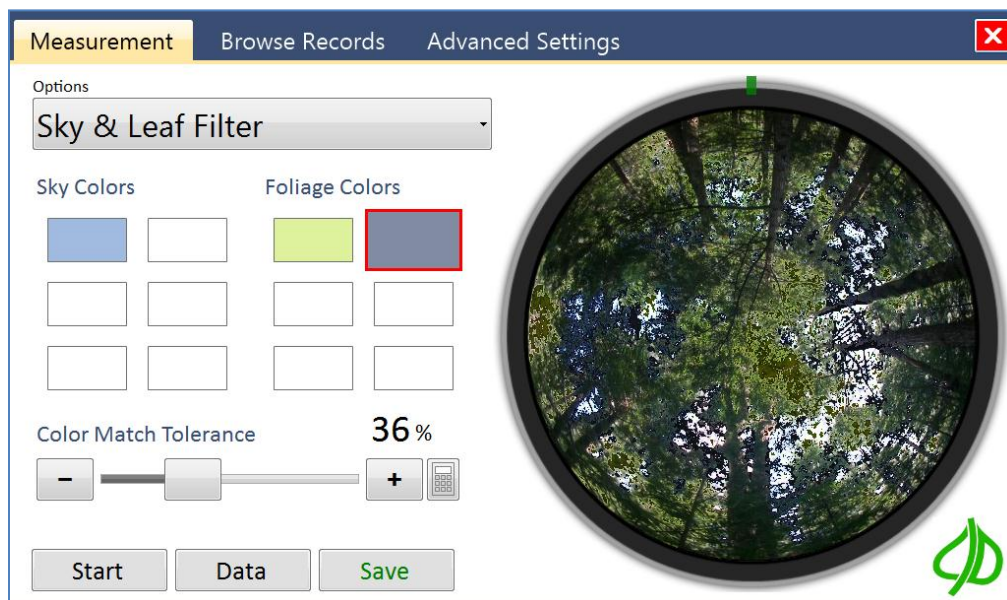 Measurement Browse Records Advanced Settings
Options
Sky & Leaf Filter
Sky Colors Foliage Colors
Color Match Tolerance 36 %
− +
Start Data Save